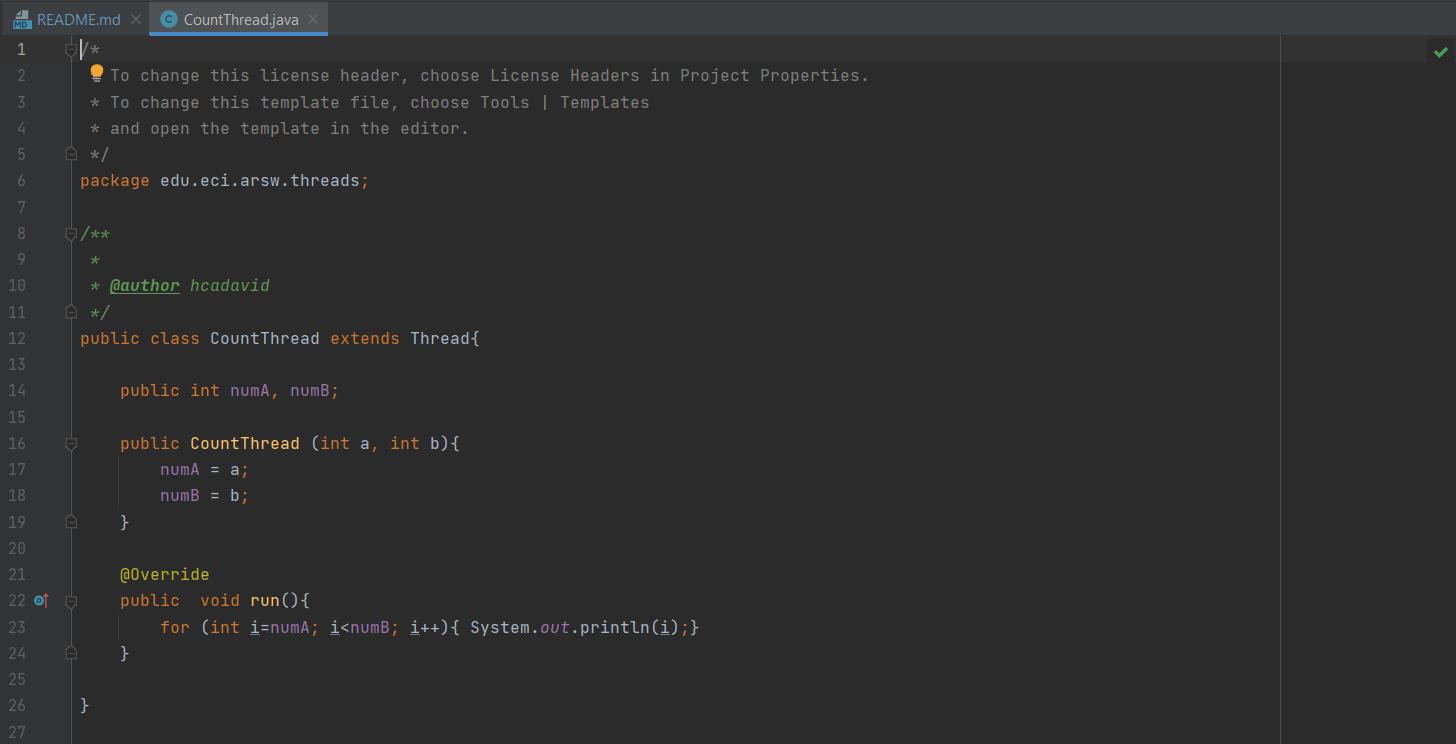 README.md CountThread.java
1 /*
2 To change this license header, choose License Headers in Project Properties.
3 * To change this template file, choose Tools | Templates
4 * and open the template in the editor.
5 */
6 package edu.eci.arsw.threads;
7
8 /**
9 *
10 * @author hcadavid
11 */
12 public class CountThread extends Thread{
13
14 public int numA, numB;
15
16 public CountThread (int a, int b){
17 numA = a;
18 numB = b;
19 }
20
21 @Override
22 public  void run(){
23 for (int i=numA; i<numB; i++){ System.out.println(i);}
24 }
25
26 }
27